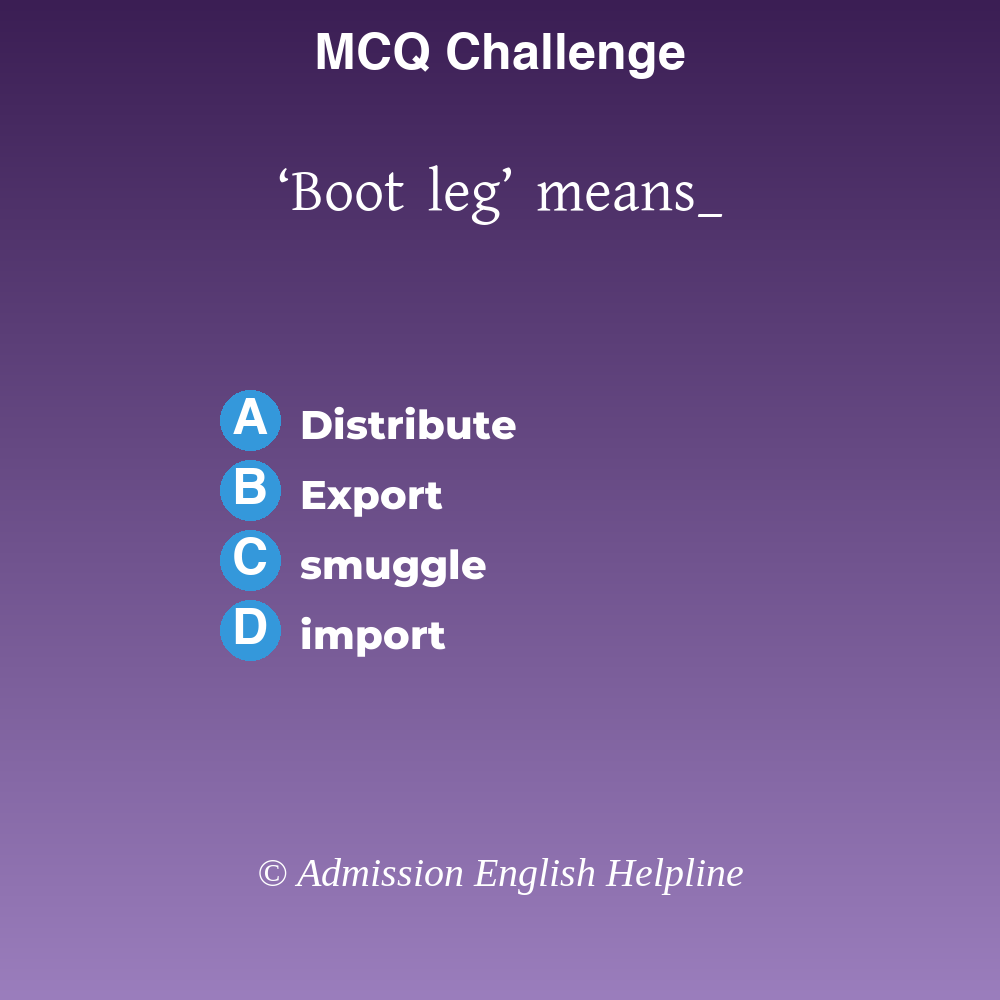 MCQ Challenge
‘Boot leg’ means_
A Distribute
B Export
C smuggle
D import
© Admission English Helpline